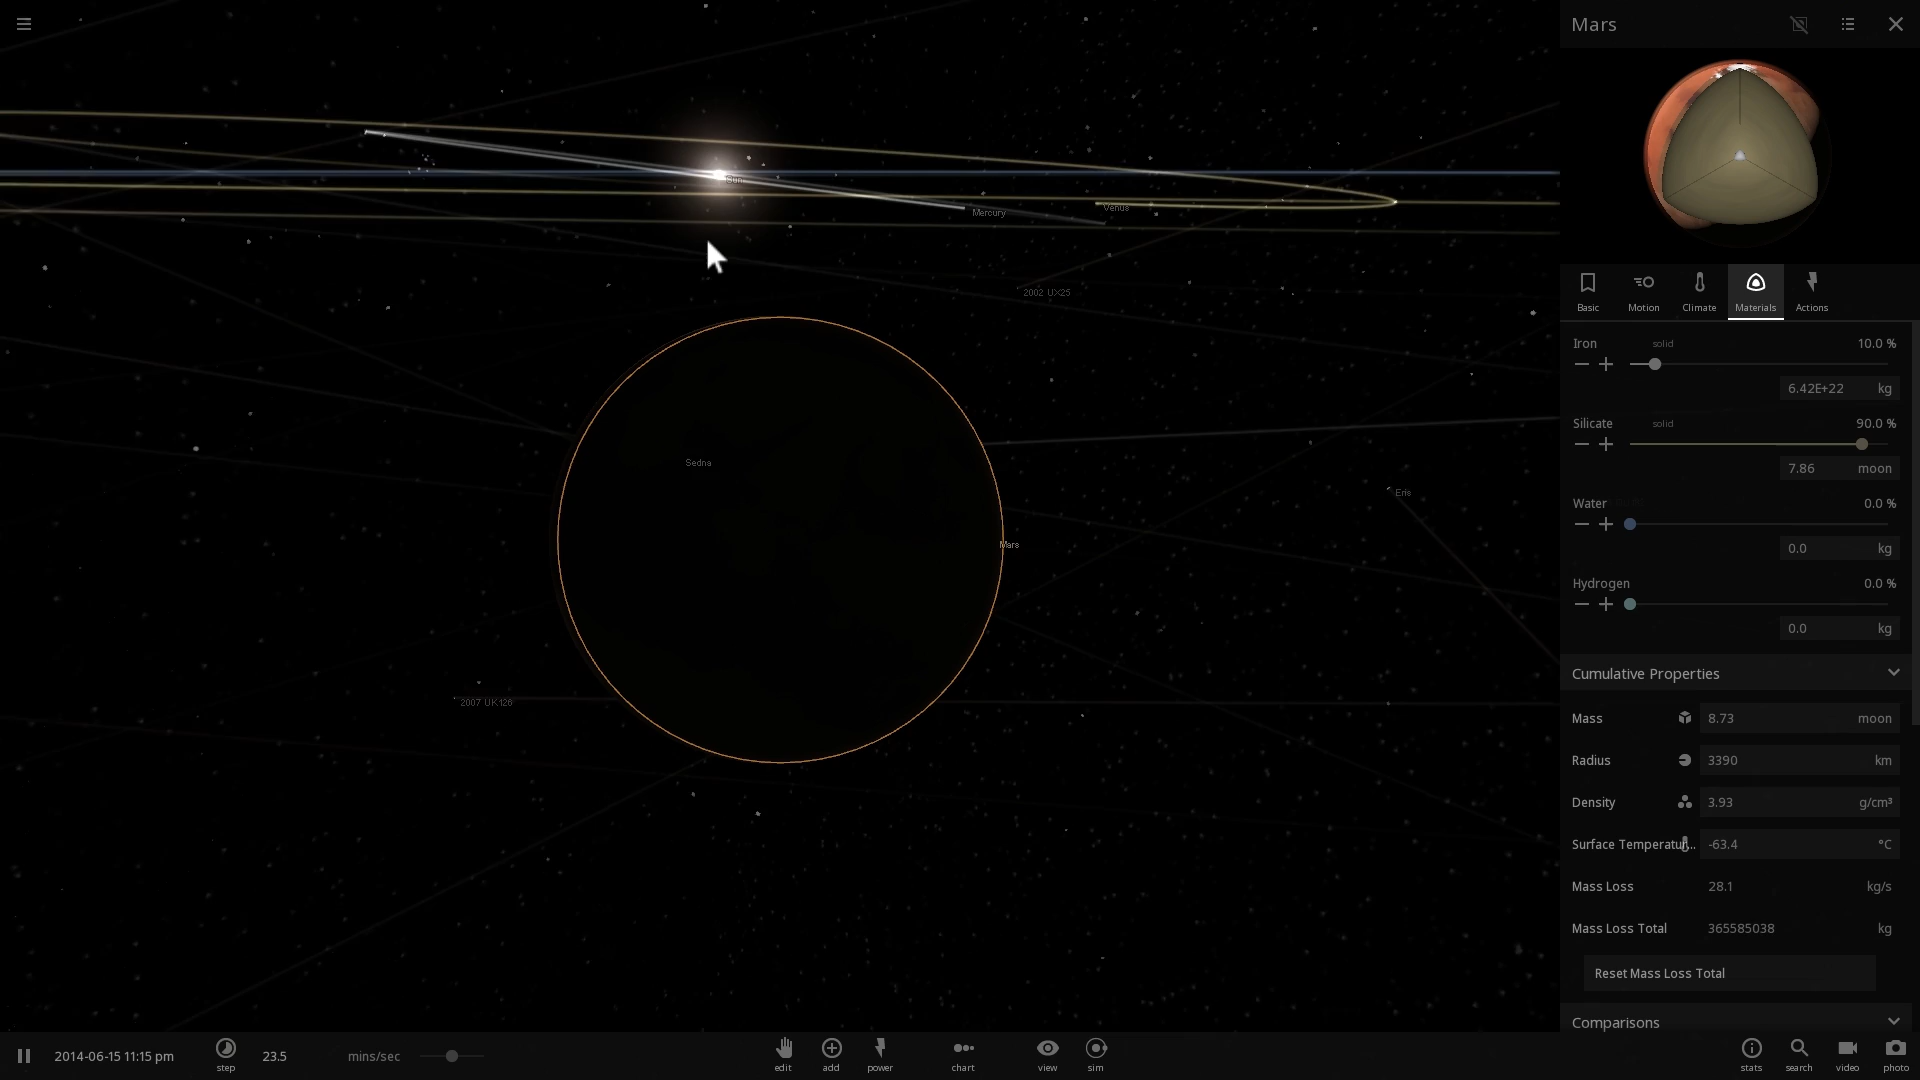 Mars
Sun
Mercury
Venus
2002 UX25
Sedna
Eris
Mars
2007 UK126
Basic
Motion
Climate
Materials
Actions
Iron solid 10.0 %
6.42E+22 kg
Silicate solid 90.0 %
7.86 moon
Water 0.0 %
0.0 kg
Hydrogen 0.0 %
0.0 kg
Cumulative Properties
Mass 8.73 moon
Radius 3390 km
Density 3.93 g/cm³
Surface Temperatur... -63.4 °C
Mass Loss 28.1 kg/s
Mass Loss Total 365585038 kg
Reset Mass Loss Total
Comparisons
2014-06-15 11:15 pm
step
23.5 mins/sec
edit
add
power
chart
view
sim
stats
search
video
photo